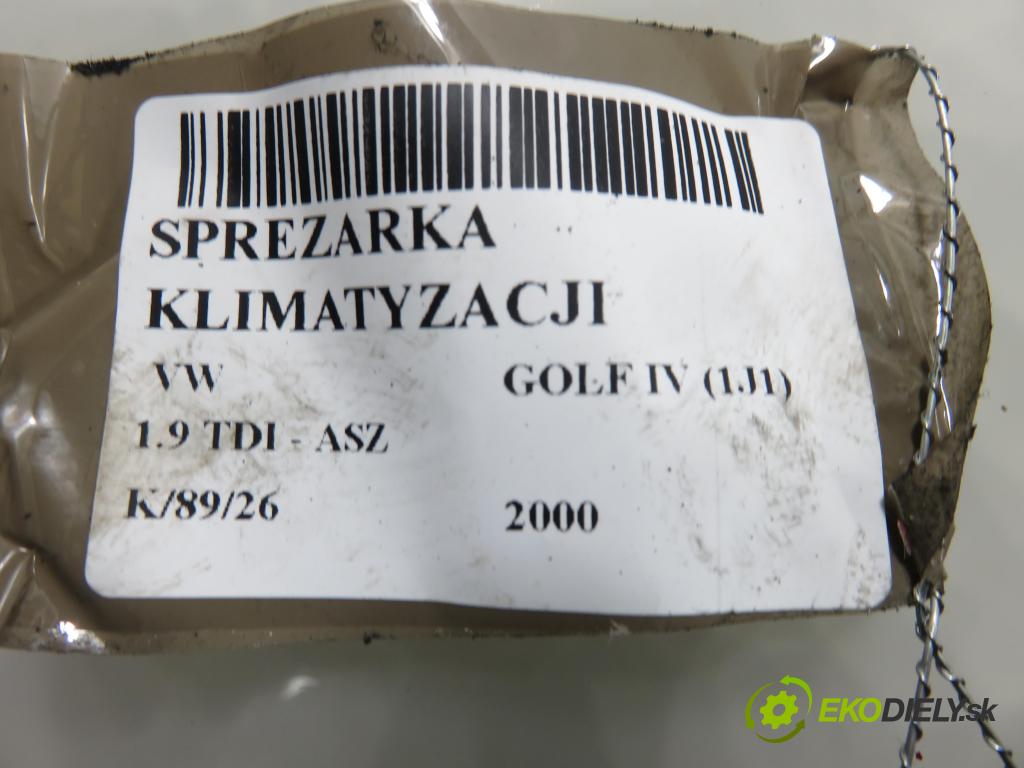 SPREZARKA
KLIMATYZACJI
VW GOLF IV (1J1)
1.9 TDI - ASZ
K/89/26 2000
EKODIELY.sk